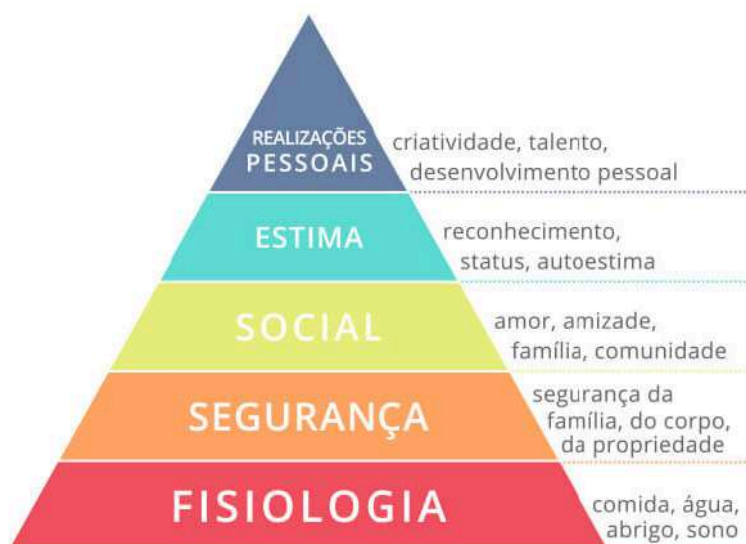 REALIZAÇÕES
PESSOAIS
criatividade, talento,
desenvolvimento pessoal
ESTIMA
reconhecimento,
status, autoestima
SOCIAL
amor, amizade,
família, comunidade
SEGURANÇA
segurança da
família, do corpo,
da propriedade
FISIOLOGIA
comida, água,
abrigo, sono